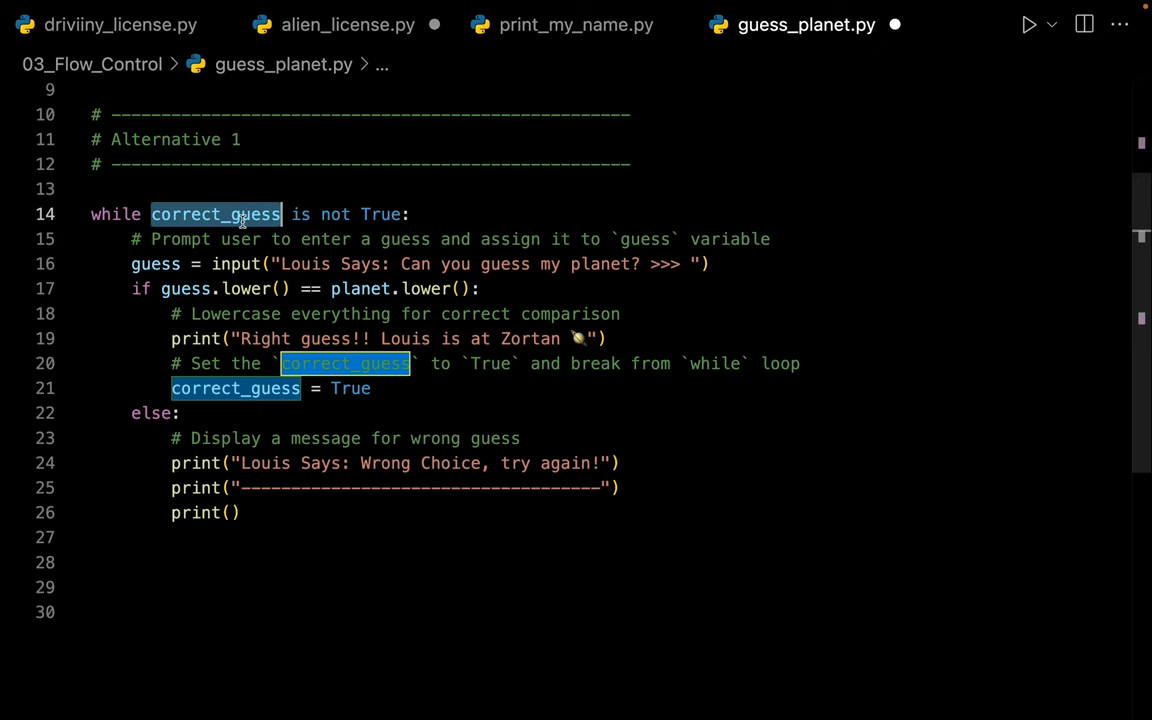 driviiny_license.py alien_license.py print_my_name.py guess_planet.py
03_Flow_Control > guess_planet.py > ...
9
10 # ----------------------------------------------------
11 # Alternative 1
12 # ----------------------------------------------------
13
14 while correct_guess is not True:
15 # Prompt user to enter a guess and assign it to `guess` variable
16 guess = input("Louis Says: Can you guess my planet? >>> ")
17 if guess.lower() == planet.lower():
18 # Lowercase everything for correct comparison
19 print("Right guess!! Louis is at Zortan 🪐")
20 # Set the `correct_guess` to `True` and break from `while` loop
21 correct_guess = True
22 else:
23 # Display a message for wrong guess
24 print("Louis Says: Wrong Choice, try again!")
25 print("------------------------------------")
26 print()
27
28
29
30